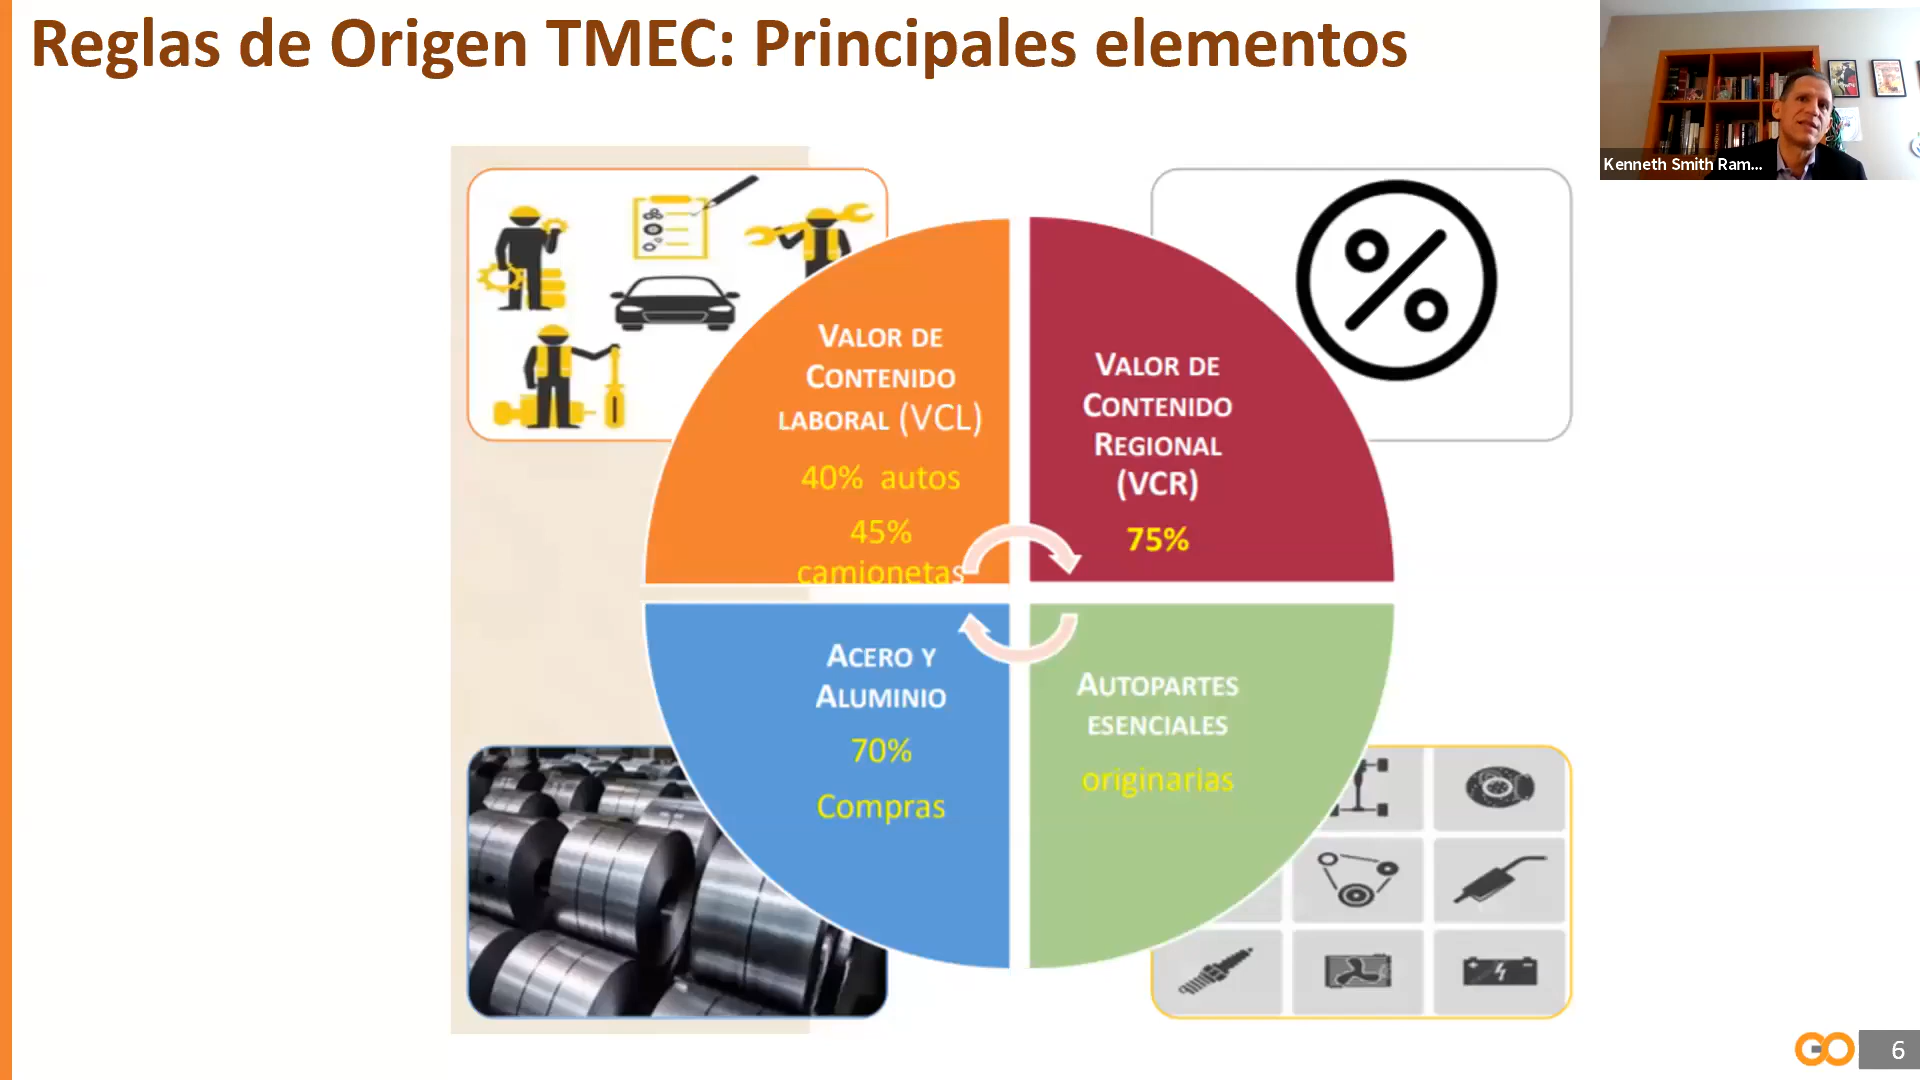 Reglas de Origen TMEC: Principales elementos
Kenneth Smith Ram...
VALOR DE
CONTENIDO
LABORAL (VCL)
40% autos
45%
camionetas
VALOR DE
CONTENIDO
REGIONAL
(VCR)
75%
ACERO Y
ALUMINIO
70%
Compras
AUTOPARTES
ESENCIALES
originarias
GO
6